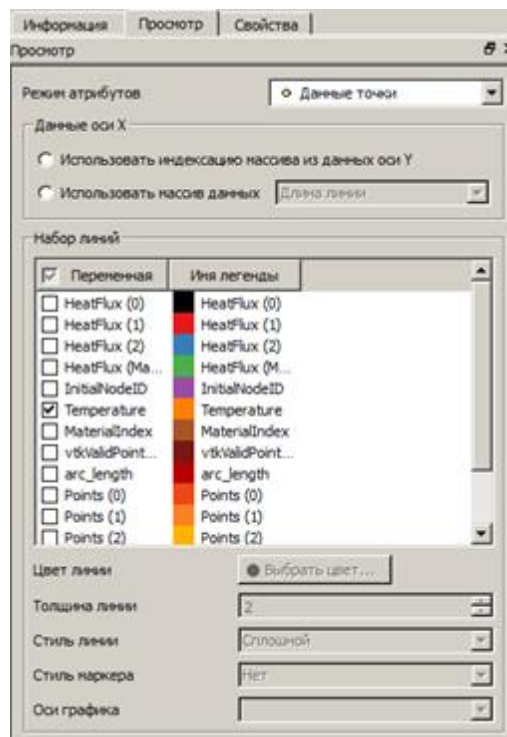 Информация Просмотр Свойства
Просмотр
Режим атрибутов Данные точки
Данные оси X
Использовать индексацию массива из данных оси Y
Использовать массив данных Длина линии
Набор линий
Переменная Имя легенды
HeatFlux (0) HeatFlux (0)
HeatFlux (1) HeatFlux (1)
HeatFlux (2) HeatFlux (2)
HeatFlux (Ma... HeatFlux (M...
InitialNodeID InitialNodeID
Temperature Temperature
MaterialIndex MaterialIndex
vtkValidPoint... vtkValidPoint...
arc_length arc_length
Points (0) Points (0)
Points (1) Points (1)
Points (2) Points (2)
Цвет линии Выбрать цвет...
Толщина линии 2
Стиль линии Сплошной
Стиль маркера Нет
Оси графика